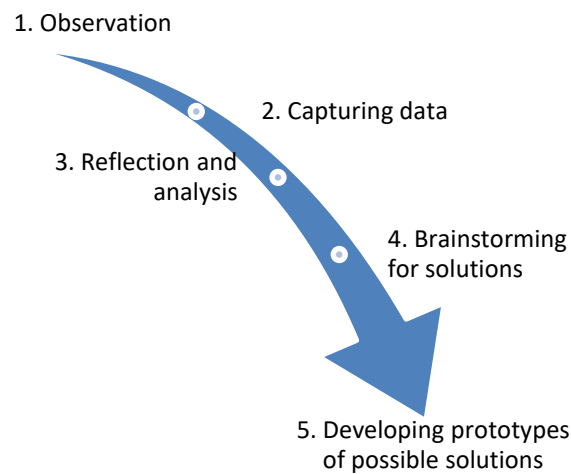 1. Observation
2. Capturing data
3. Reflection and
analysis
4. Brainstorming
for solutions
5. Developing prototypes
of possible solutions